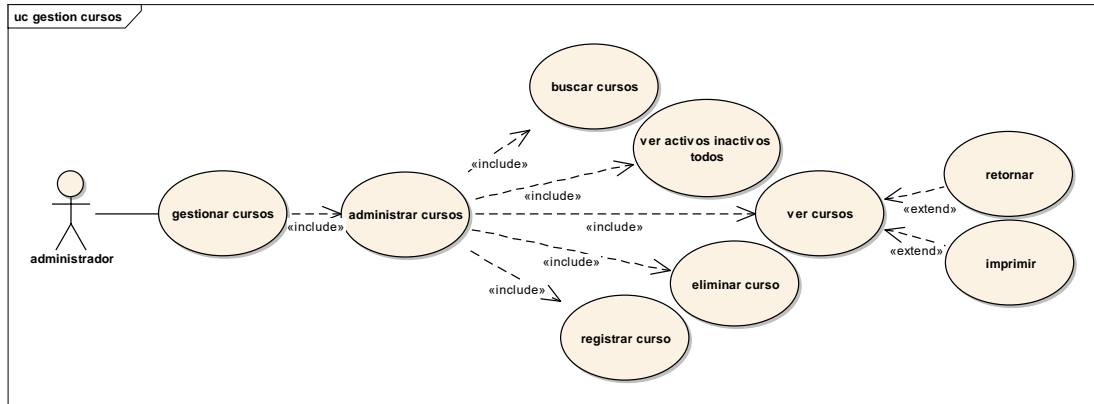 uc gestion cursos
buscar cursos
ver activos inactivos
todos
«include»
«include»
retornar
gestionar cursos
«include»
administrar cursos
«include»
ver cursos
«extend»
«extend»
administrador
«include»
eliminar curso
imprimir
«include»
registrar curso